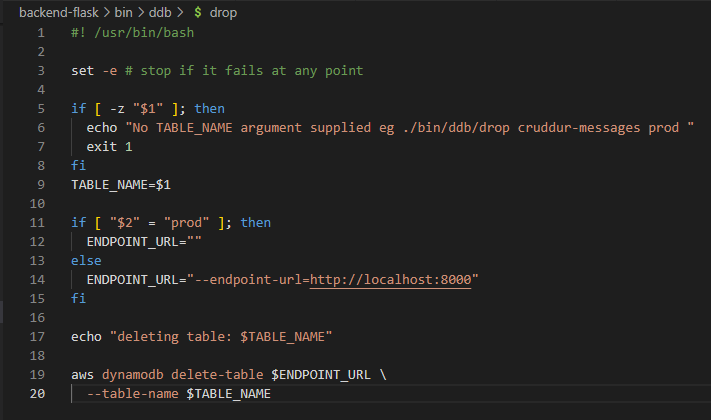 backend-flask > bin > ddb > $ drop
1 #! /usr/bin/bash
2
3 set -e # stop if it fails at any point
4
5 if [ -z "$1" ]; then
6   echo "No TABLE_NAME argument supplied eg ./bin/ddb/drop cruddur-messages prod "
7   exit 1
8 fi
9 TABLE_NAME=$1
10
11 if [ "$2" = "prod" ]; then
12   ENDPOINT_URL=""
13 else
14   ENDPOINT_URL="--endpoint-url=http://localhost:8000"
15 fi
16
17 echo "deleting table: $TABLE_NAME"
18
19 aws dynamodb delete-table $ENDPOINT_URL \
20   --table-name $TABLE_NAME